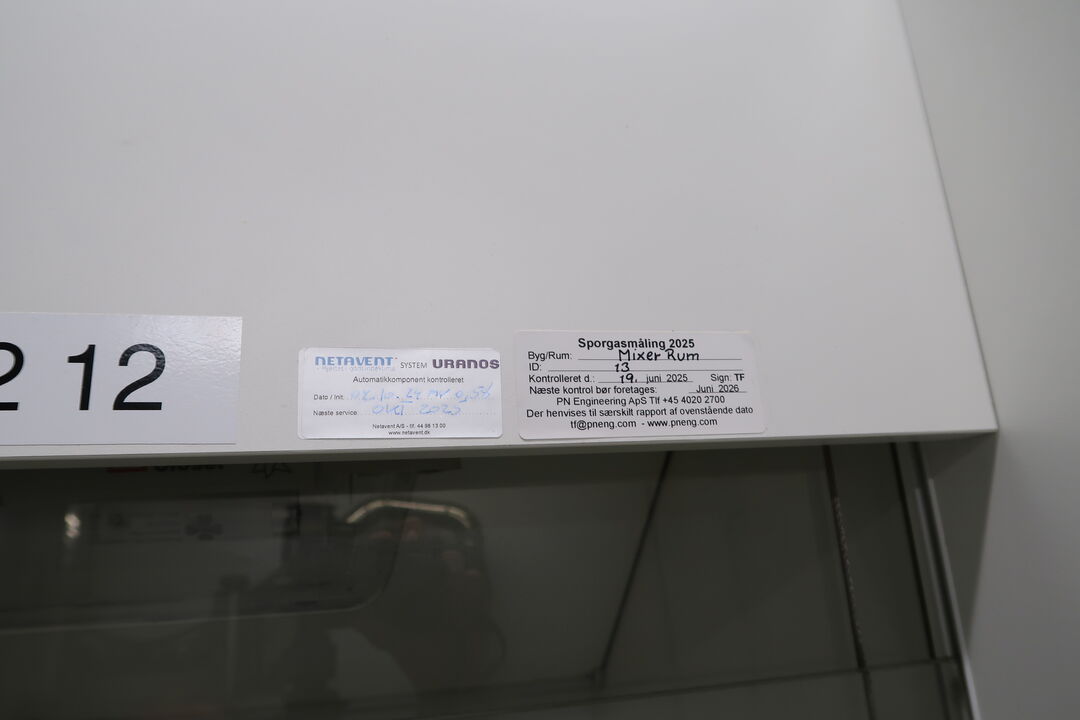 2 12
NETAVENT SYSTEM URANOS
Automatikkomponent kontrolleret
Dato / Init.
Næste service 2025
Netavent A/S - tlf. 44 98 13 00
www.netavent.dk
Sporgasmåling 2025
Byg/Rum: Mixer Rum
ID: 13
Kontrolleret d.: 19. juni 2025 Sign: TF
Næste kontrol bør foretages: Juni 2026
PN Engineering ApS Tlf +45 4020 2700
Der henvises til særskilt rapport af ovenstående dato
tf@pneng.com - www.pneng.com